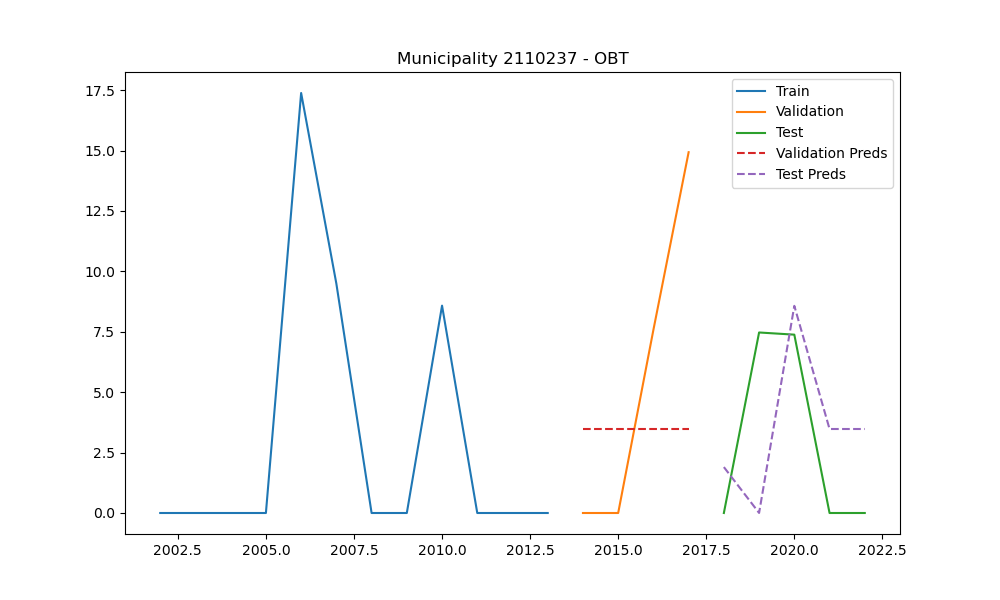 Municipality 2110237 - OBT
17.5
15.0
12.5
10.0
7.5
5.0
2.5
0.0
Train
Validation
Test
Validation Preds
Test Preds
2002.5 2005.0 2007.5 2010.0 2012.5 2015.0 2017.5 2020.0 2022.5